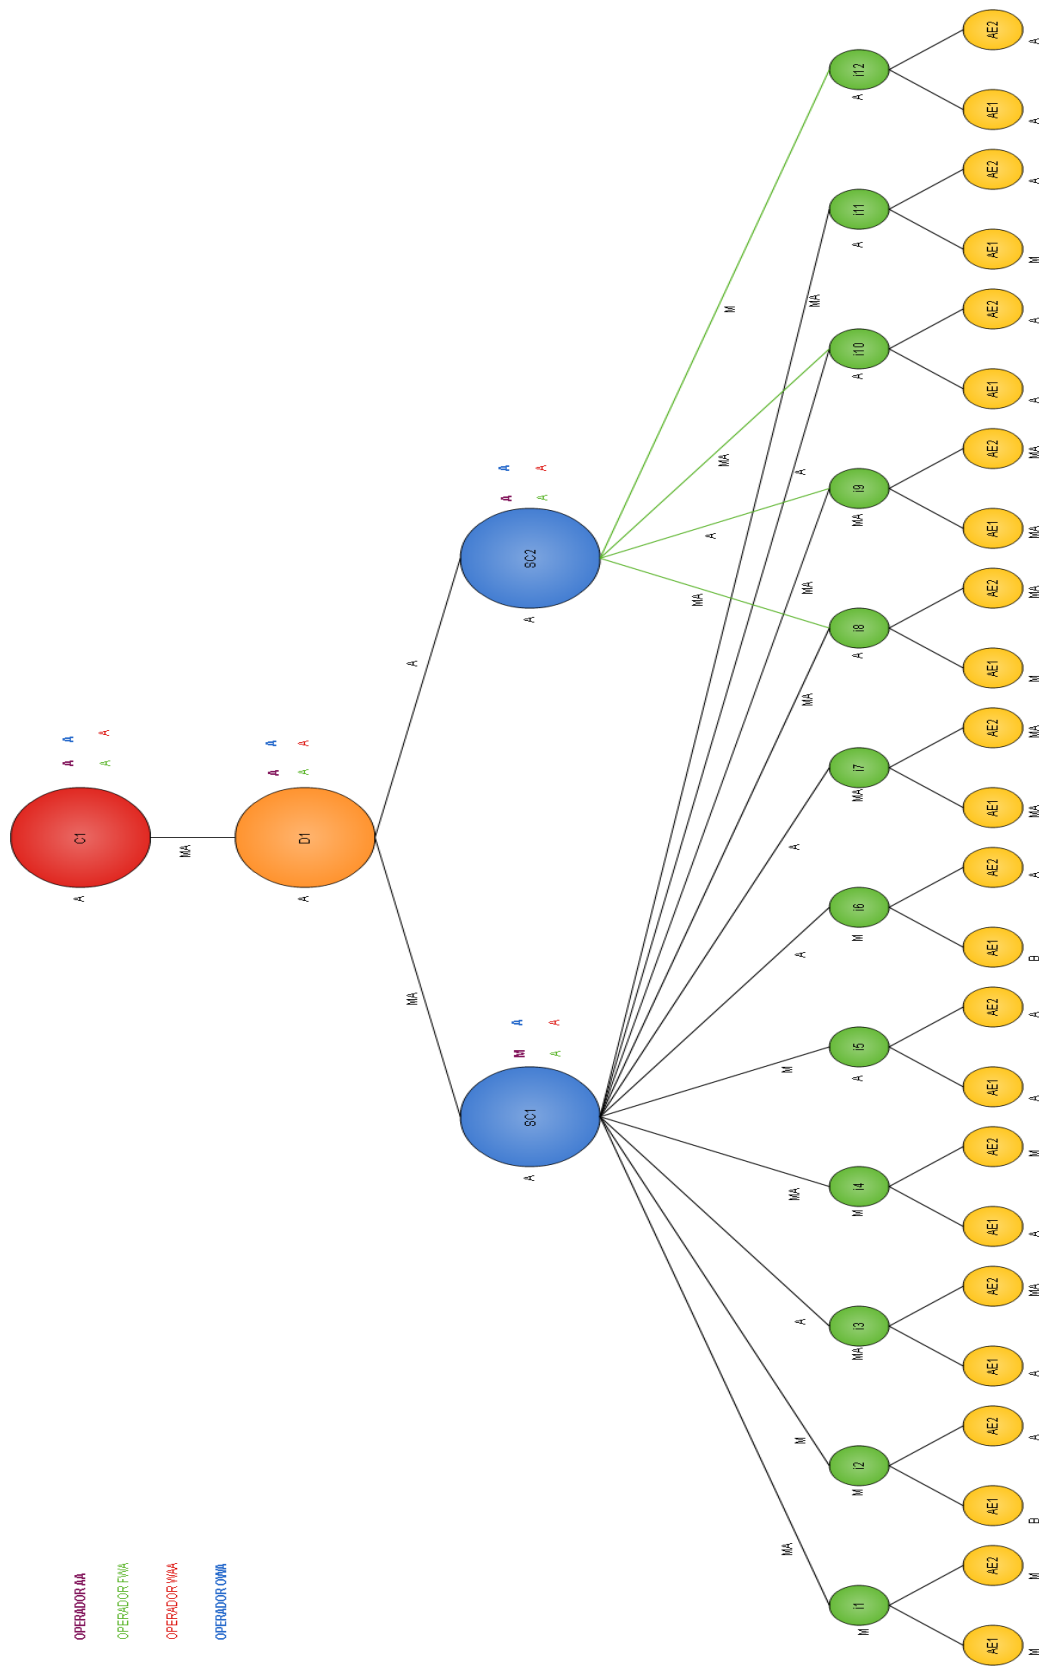 A A
A C1
A A
OPERADOR AA
OPERADOR FWA
OPERADOR WAA
OPERADOR OWA
MA
A A
A D1
A A
MA A
M A
A SC1
A A
A A
A SC2
A A
MA A MA M
MA M A MA M A A MA MA A MA
M i1 M i2 MA i3 M i4 A i5 M i6 MA i7 A i8 MA i9 A i10 A i11 A i12
AE1 AE2 AE1 AE2 AE1 AE2 AE1 AE2 AE1 AE2 AE1 AE2 AE1 AE2 AE1 AE2 AE1 AE2 AE1 AE2 AE1 AE2 AE1 AE2
M M B A A MA A M A A B A MA MA M MA MA MA A A M A A A